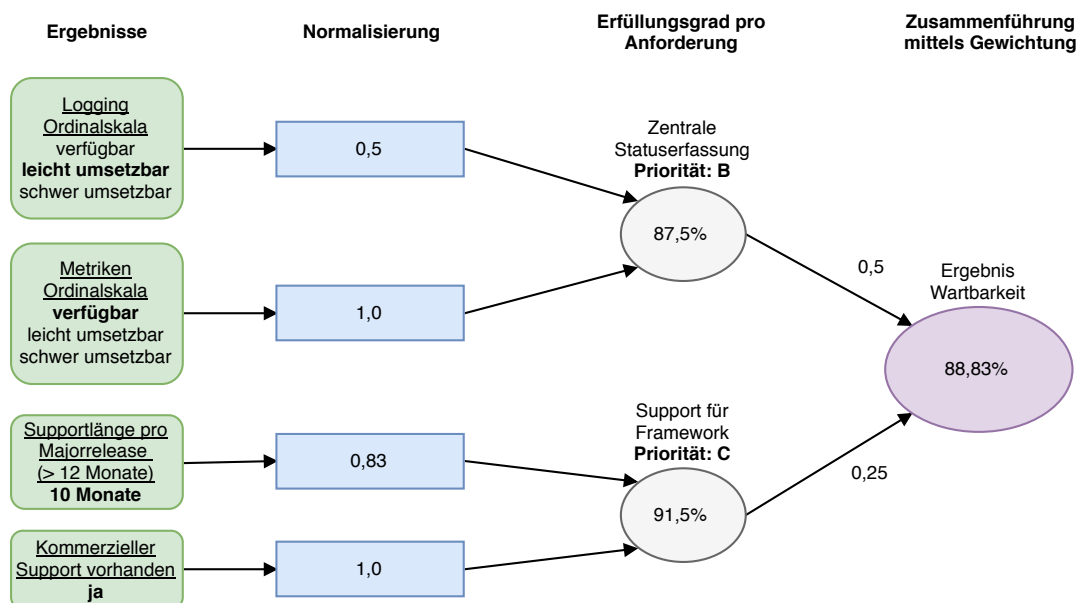 Ergebnisse
Normalisierung
Erfüllungsgrad pro
Anforderung
Zusammenführung
mittels Gewichtung
Logging
Ordinalskala
verfügbar
leicht umsetzbar
schwer umsetzbar
0,5
Zentrale
Statuserfassung
Priorität: B
87,5%
Metriken
Ordinalskala
verfügbar
leicht umsetzbar
schwer umsetzbar
1,0
0,5
Ergebnis
Wartbarkeit
88,83%
Supportlänge pro
Majorrelease
(> 12 Monate)
10 Monate
0,83
Support für
Framework
Priorität: C
91,5%
0,25
Kommerzieller
Support vorhanden
ja
1,0